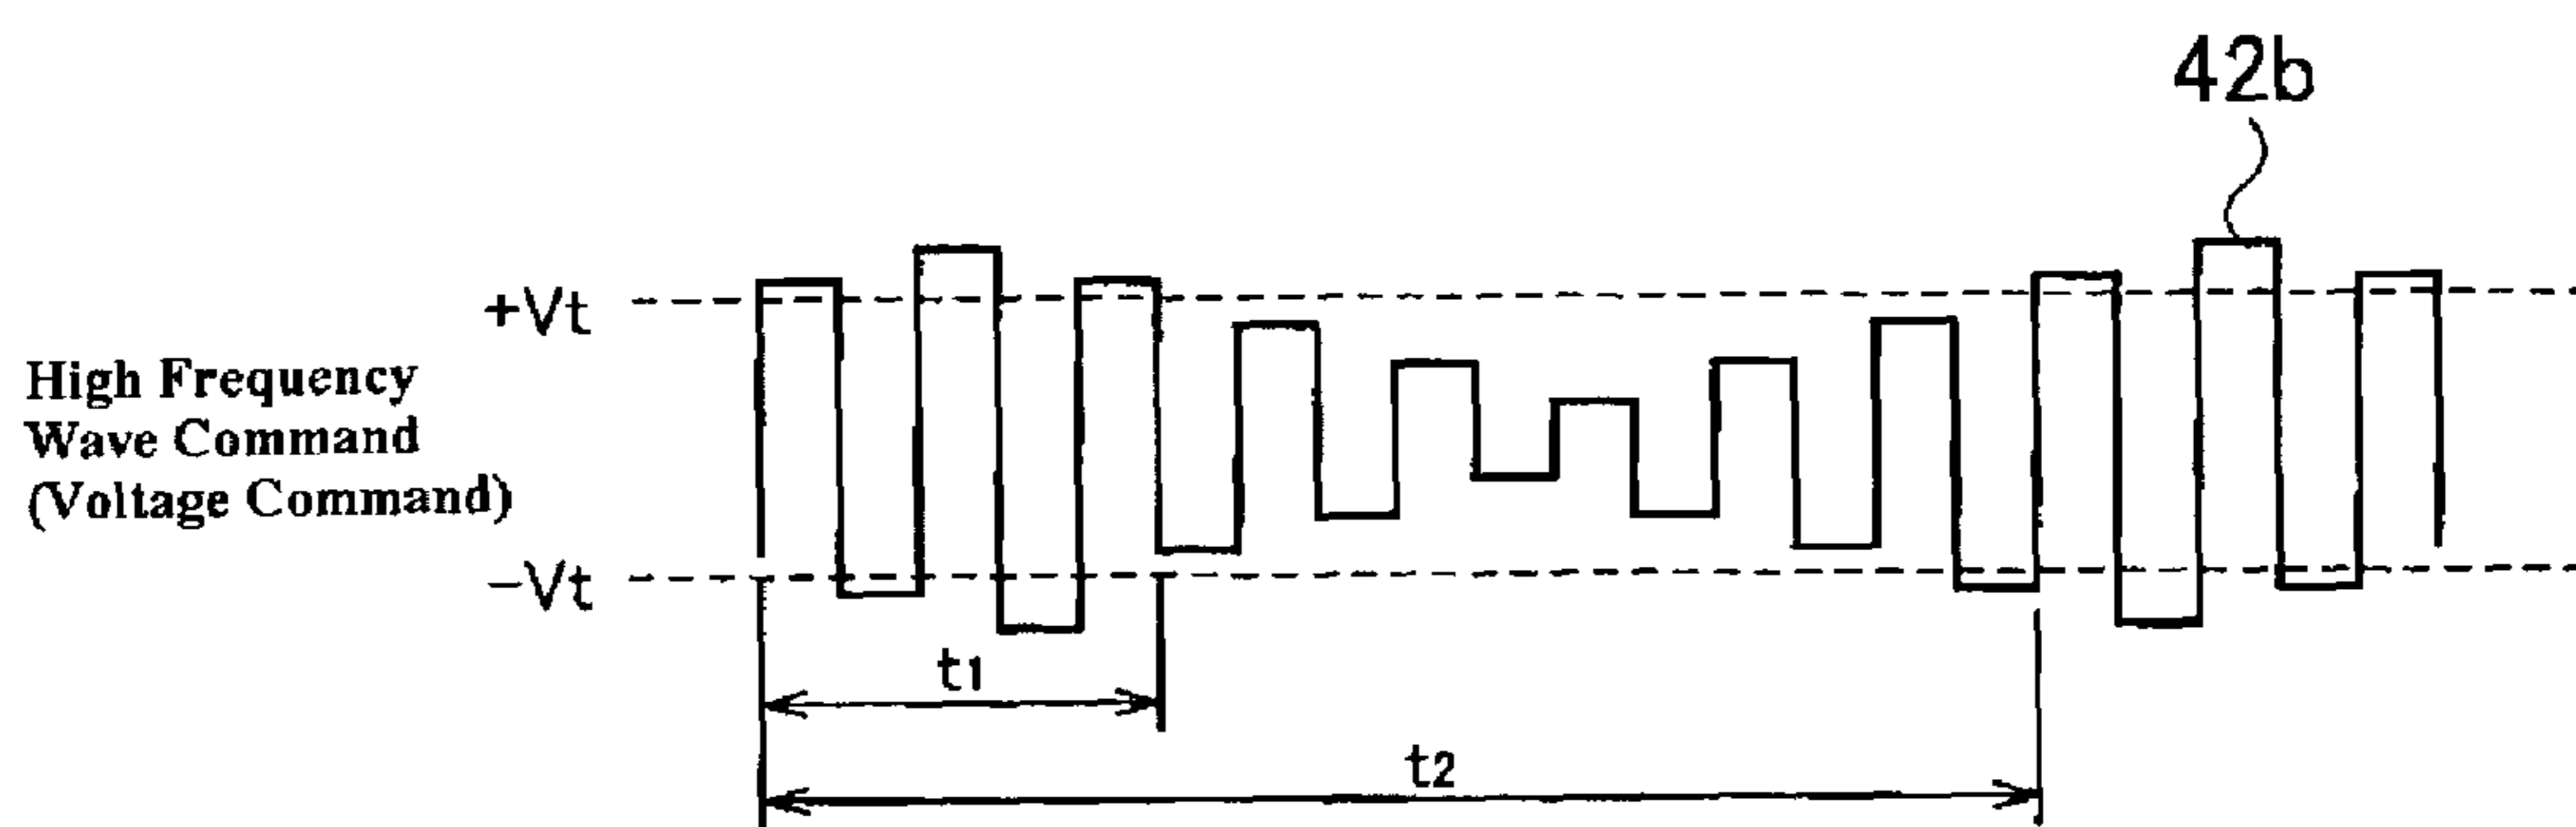 42b
+Vt
High Frequency
Wave Command
(Voltage Command)
−Vt
t1
t2